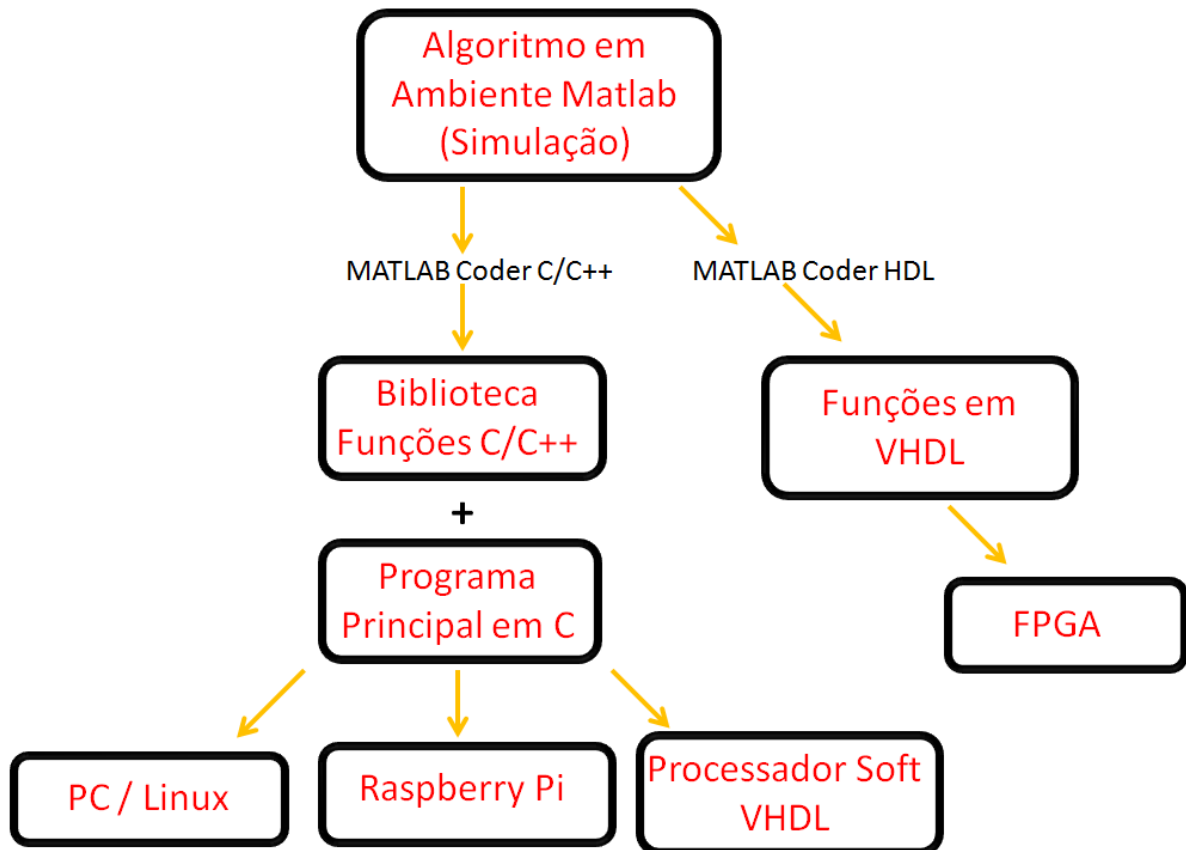 Algoritmo em
Ambiente Matlab
(Simulação)
MATLAB Coder C/C++
MATLAB Coder HDL
Biblioteca
Funções C/C++
Funções em
VHDL
+
Programa
Principal em C
FPGA
PC / Linux
Raspberry Pi
Processador Soft
VHDL